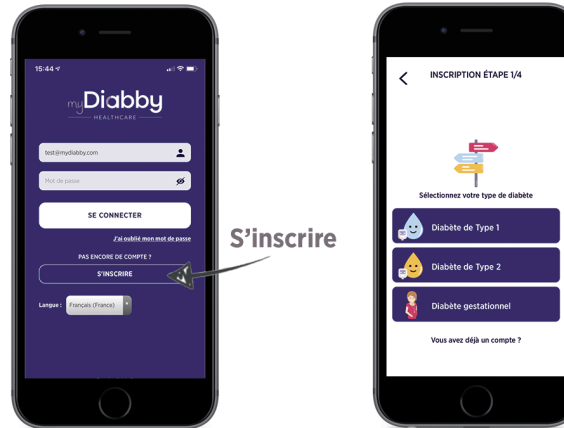 15:44
myDiabby
HEALTHCARE
test@mydiabby.com
Mot de passe
SE CONNECTER
J'ai oublié mon mot de passe
PAS ENCORE DE COMPTE ?
S'INSCRIRE
Langue :
Français (France)
S'inscrire
INSCRIPTION ÉTAPE 1/4
Sélectionnez votre type de diabète
Diabète de Type 1
Diabète de Type 2
Diabète gestationnel
Vous avez déjà un compte ?